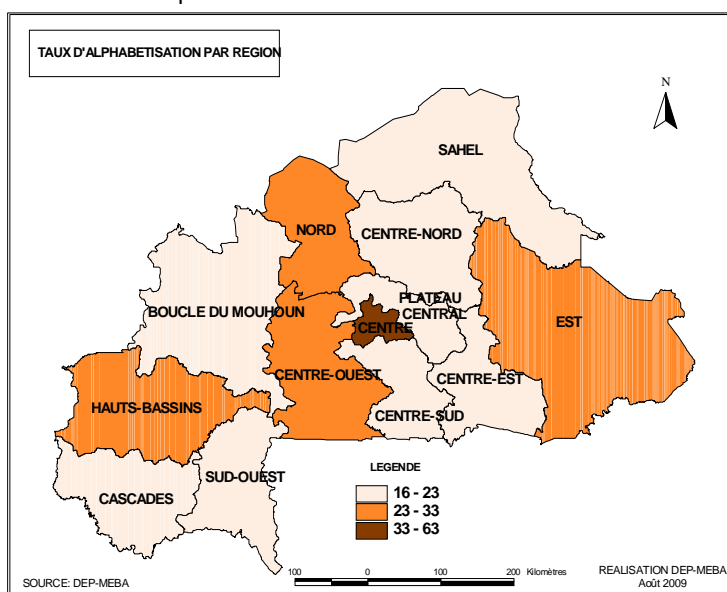 TAUX D'ALPHABETISATION PAR REGION
N
SAHEL
NORD
CENTRE-NORD
PLATEAU
CENTRAL
BOUCLE DU MOUHOUN
CENTRE
EST
CENTRE-OUEST
CENTRE-EST
HAUTS-BASSINS
CENTRE-SUD
SUD-OUEST
CASCADES
LEGENDE
16 - 23
23 - 33
33 - 63
100 0 100 200 Kilomètres
SOURCE: DEP-MEBA
REALISATION DEP-MEBA
Août 2009